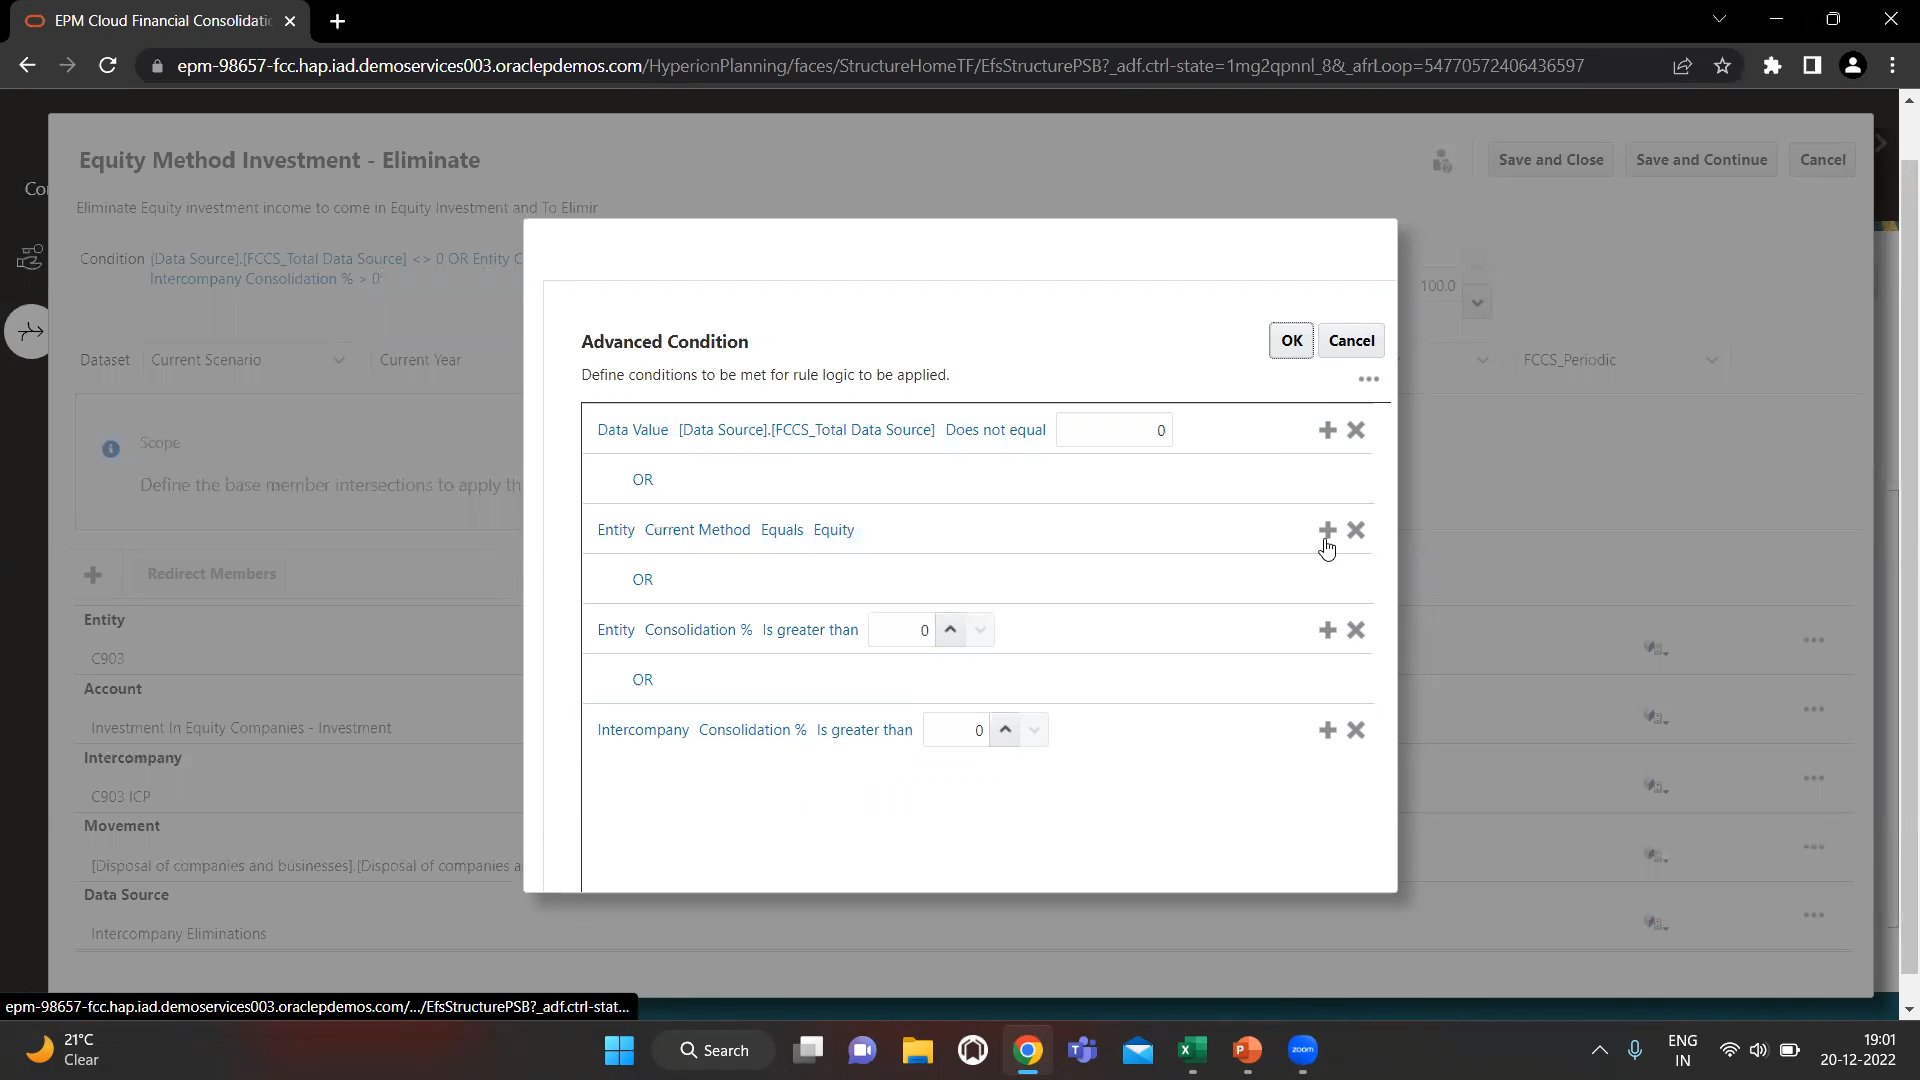 EPM Cloud Financial Consolidatio
epm-98657-fcc.hap.iad.demoservices003.oraclepdemos.com/HyperionPlanning/faces/StructureHomeTF/EfsStructurePSB?_adf.ctrl-state=1mg2qpnnl_8&_afrLoop=54770572406436597
Equity Method Investment - Eliminate
Save and Close
Save and Continue
Cancel
Eliminate Equity investment income to come in Equity Investment and To Elimir
Condition [Data Source].[FCCS_Total Data Source] <> 0 OR Entity C
Intercompany Consolidation % > 0
100.0
Dataset Current Scenario Current Year FCCS_Periodic
Scope
Define the base member intersections to apply th
Redirect Members
Entity
C903
Account
Investment In Equity Companies - Investment
Intercompany
C903 ICP
Movement
[Disposal of companies and businesses].[Disposal of companies a
Data Source
Intercompany Eliminations
Advanced Condition
OK
Cancel
Define conditions to be met for rule logic to be applied.
Data Value [Data Source].[FCCS_Total Data Source] Does not equal 0
OR
Entity Current Method Equals Equity
OR
Entity Consolidation % Is greater than 0
OR
Intercompany Consolidation % Is greater than 0
epm-98657-fcc.hap.iad.demoservices003.oraclepdemos.com/.../EfsStructurePSB?_adf.ctrl-stat...
21°C
Clear
Search
zoom
ENG
IN
19:01
20-12-2022